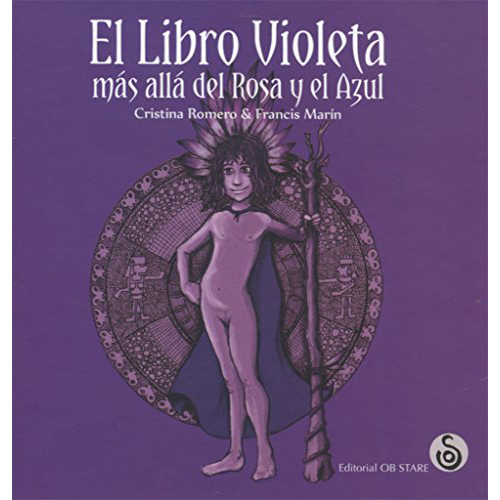 El Libro Violeta
más allá del Rosa y el Azul
Cristina Romero & Francis Marín
Editorial OB STARE